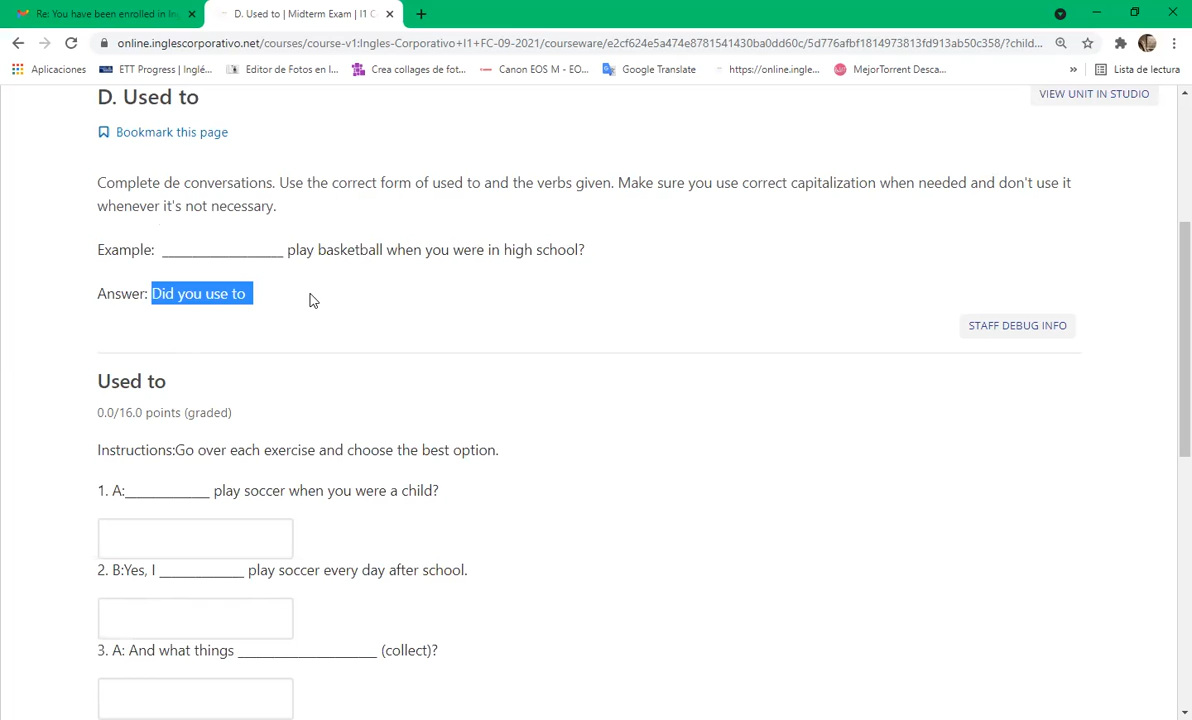 Re: You have been enrolled in In
D. Used to | Midterm Exam | I1 C
online.inglescorporativo.net/courses/course-v1:Ingles-Corporativo+I1+FC-09-2021/courseware/e2cf624e5a474e8781541430ba0dd60c/5d776afbf1814973813fd913ab50c358/?child...
Aplicaciones
ETT Progress | Inglé...
Editor de Fotos en l...
Crea collages de fot...
Canon EOS M - EO...
Google Translate
https://online.ingle...
MejorTorrent Desca...
»
Lista de lectura
D. Used to
VIEW UNIT IN STUDIO
Bookmark this page
Complete de conversations. Use the correct form of used to and the verbs given. Make sure you use correct capitalization when needed and don't use it
whenever it's not necessary.
Example: _________________ play basketball when you were in high school?
Answer: Did you use to
STAFF DEBUG INFO
Used to
0.0/16.0 points (graded)
Instructions:Go over each exercise and choose the best option.
1. A:____________ play soccer when you were a child?
2. B:Yes, I ____________ play soccer every day after school.
3. A: And what things ____________________ (collect)?